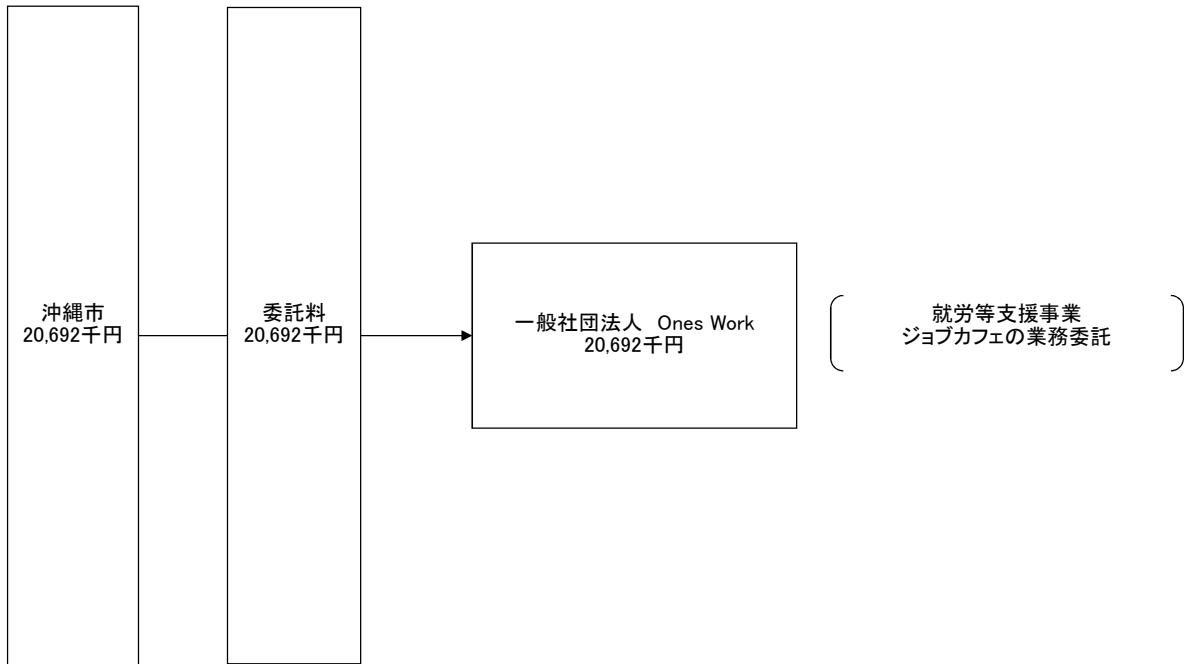 沖縄市
20,692千円
委託料
20,692千円
一般社団法人　Ones Work
20,692千円
就労等支援事業
ジョブカフェの業務委託